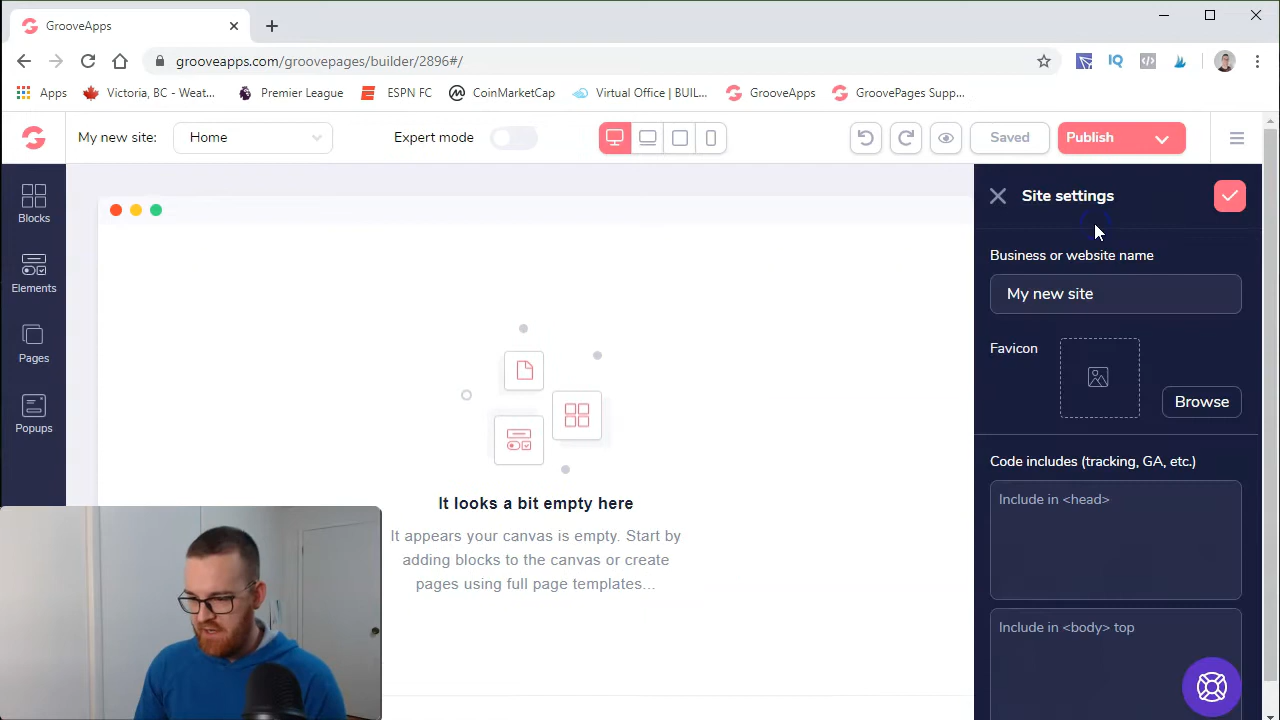 GrooveApps
grooveapps.com/groovepages/builder/2896#/
Apps
Victoria, BC - Weat...
Premier League
ESPN FC
CoinMarketCap
Virtual Office | BUIL...
GrooveApps
GroovePages Supp...
My new site:
Home
Expert mode
Saved
Publish
Blocks
Elements
Pages
Popups
It looks a bit empty here
It appears your canvas is empty. Start by
adding blocks to the canvas or create
pages using full page templates...
Site settings
Business or website name
My new site
Favicon
Browse
Code includes (tracking, GA, etc.)
Include in <head>
Include in <body> top